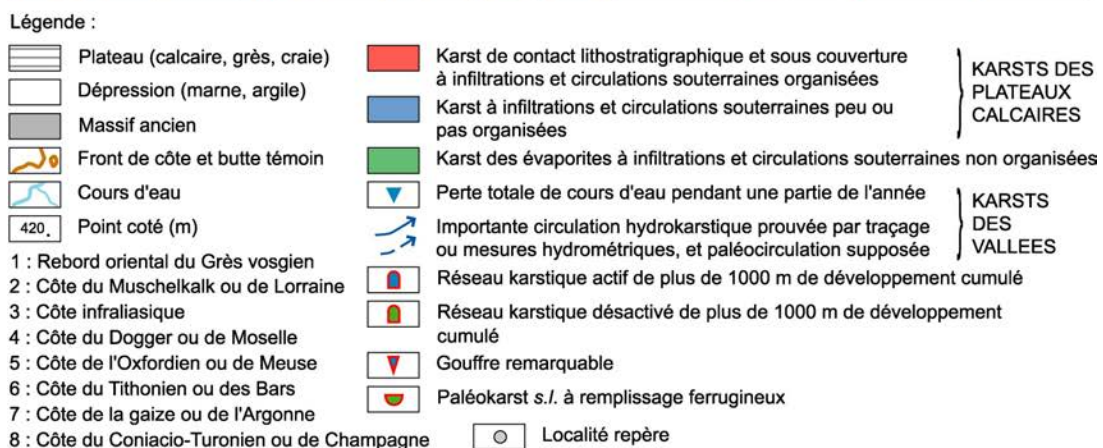 Légende :
Plateau (calcaire, grès, craie)
Dépression (marne, argile)
Massif ancien
Front de côte et butte témoin
Cours d'eau
420. Point coté (m)
1 : Rebord oriental du Grès vosgien
2 : Côte du Muschelkalk ou de Lorraine
3 : Côte infraliasique
4 : Côte du Dogger ou de Moselle
5 : Côte de l'Oxfordien ou de Meuse
6 : Côte du Tithonien ou des Bars
7 : Côte de la gaize ou de l'Argonne
8 : Côte du Coniacio-Turonien ou de Champagne
Karst de contact lithostratigraphique et sous couverture
à infiltrations et circulations souterraines organisées
Karst à infiltrations et circulations souterraines peu ou
pas organisées
KARSTS DES
PLATEAUX
CALCAIRES
Karst des évaporites à infiltrations et circulations souterraines non organisées
Perte totale de cours d'eau pendant une partie de l'année
Importante circulation hydrokarstique prouvée par traçage
ou mesures hydrométriques, et paléocirculation supposée
KARSTS
DES
VALLEES
Réseau karstique actif de plus de 1000 m de développement cumulé
Réseau karstique désactivé de plus de 1000 m de développement
cumulé
Gouffre remarquable
Paléokarst s.l. à remplissage ferrugineux
Localité repère